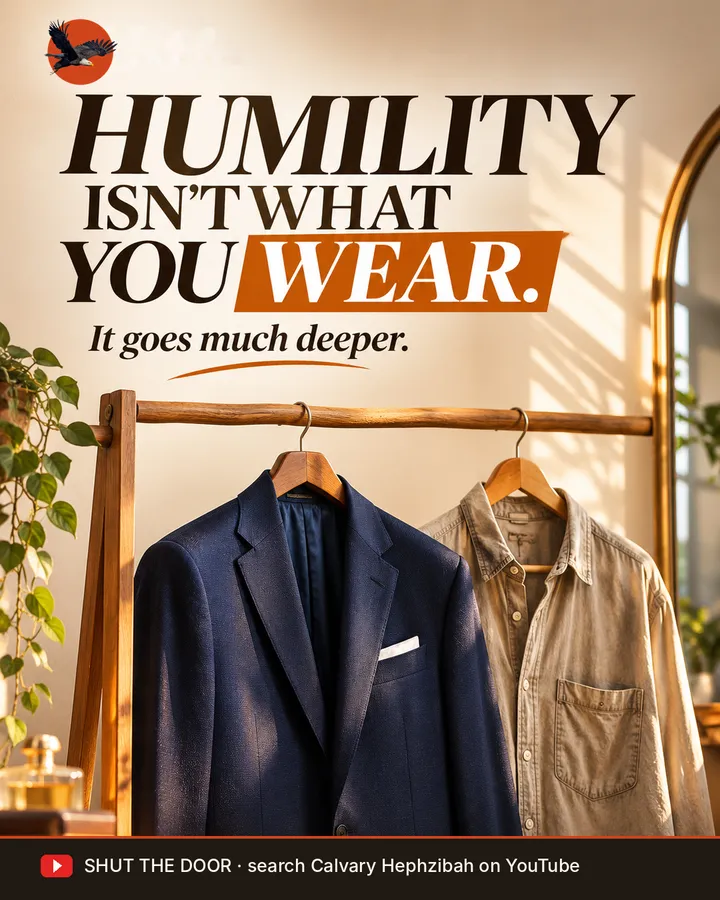 HUMILITY
ISN'T WHAT
YOU WEAR.
It goes much deeper.
SHUT THE DOOR · search Calvary Hephzibah on YouTube